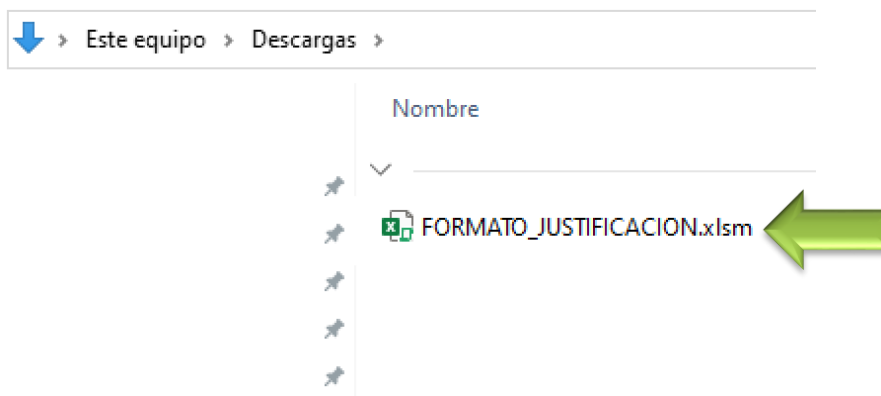 Este equipo > Descargas >
Nombre
FORMATO_JUSTIFICACION.xlsm